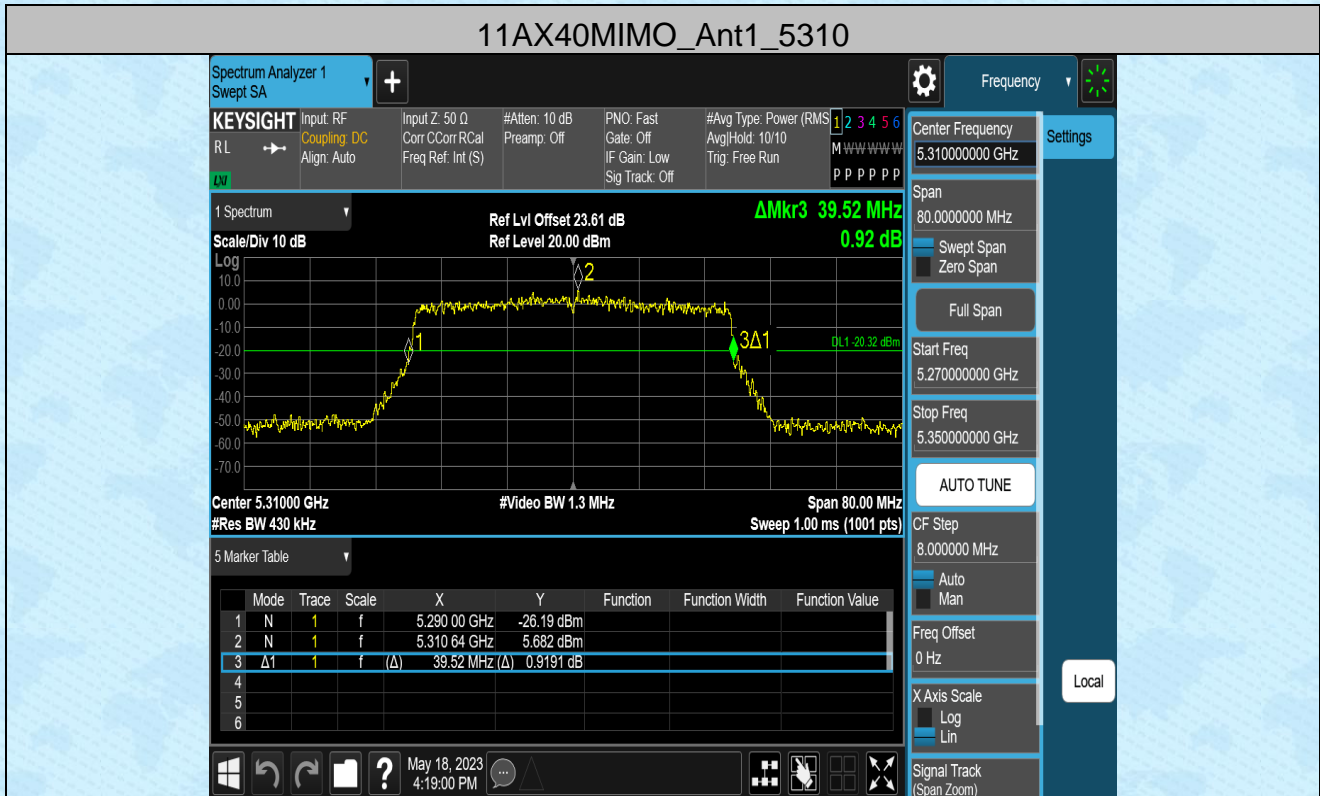 11AX40MIMO_Ant1_5310
Spectrum Analyzer 1
Swept SA
Frequency
KEYSIGHT
RL
LXI
Input: RF
Coupling: DC
Align: Auto
Input Z: 50 Ω
Corr CCorr RCal
Freq Ref: Int (S)
#Atten: 10 dB
Preamp: Off
PNO: Fast
Gate: Off
IF Gain: Low
Sig Track: Off
#Avg Type: Power (RMS
Avg|Hold: 10/10
Trig: Free Run
1 2 3 4 5 6
M W W W W W
P P P P P P
1 Spectrum
Scale/Div 10 dB
Ref Lvl Offset 23.61 dB
Ref Level 20.00 dBm
ΔMkr3 39.52 MHz
0.92 dB
Log
10.0
0.00
-10.0
-20.0
-30.0
-40.0
-50.0
-60.0
-70.0
2
1
3Δ1
DL1 -20.32 dBm
Center 5.31000 GHz
#Res BW 430 kHz
#Video BW 1.3 MHz
Span 80.00 MHz
Sweep 1.00 ms (1001 pts)
5 Marker Table
Mode Trace Scale X Y Function Function Width Function Value
1 N 1 f 5.290 00 GHz -26.19 dBm
2 N 1 f 5.310 64 GHz 5.682 dBm
3 Δ1 1 f (Δ) 39.52 MHz (Δ) 0.9191 dB
4
5
6
May 18, 2023
4:19:00 PM
Center Frequency
5.310000000 GHz
Settings
Span
80.0000000 MHz
Swept Span
Zero Span
Full Span
Start Freq
5.270000000 GHz
Stop Freq
5.350000000 GHz
AUTO TUNE
CF Step
8.000000 MHz
Auto
Man
Freq Offset
0 Hz
X Axis Scale
Log
Lin
Local
Signal Track
(Span Zoom)